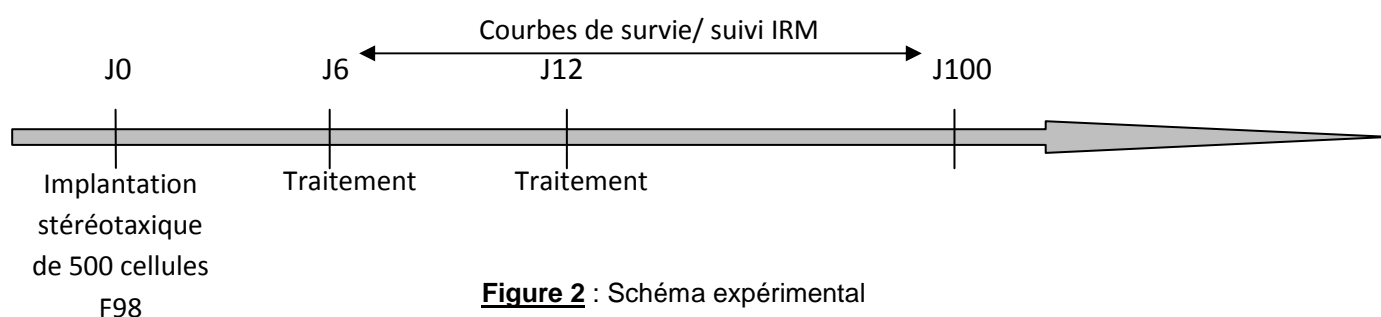 Courbes de survie/ suivi IRM
J0
J6
J12
J100
Implantation
stéréotaxique
de 500 cellules
F98
Traitement
Traitement
Figure 2 : Schéma expérimental